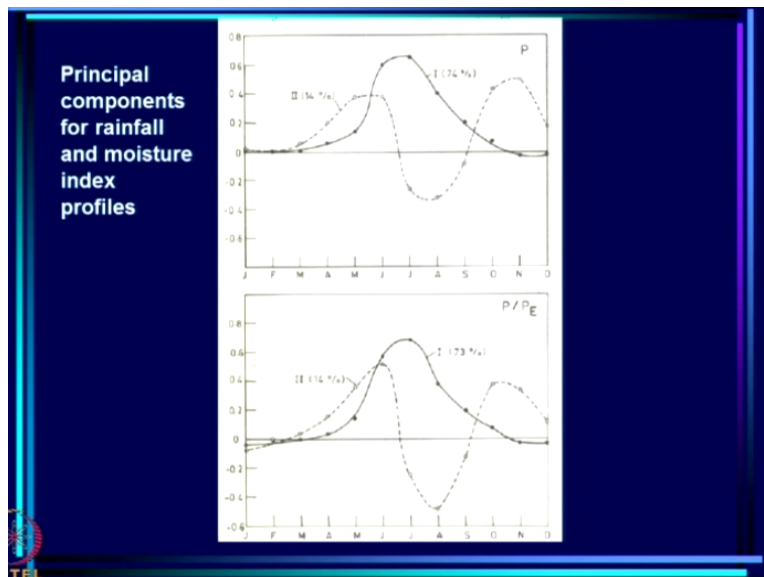 Principal
components
for rainfall
and moisture
index
profiles
P
0.8
0.6
0.4
0.2
0
-0.2
-0.4
-0.6
I (74 %)
II (14 %)
J F M A M J J A S O N D
P/PE
0.8
0.6
0.4
0.2
0
-0.2
-0.4
-0.6
I (73 %)
II (14 %)
J F M A M J J A S O N D